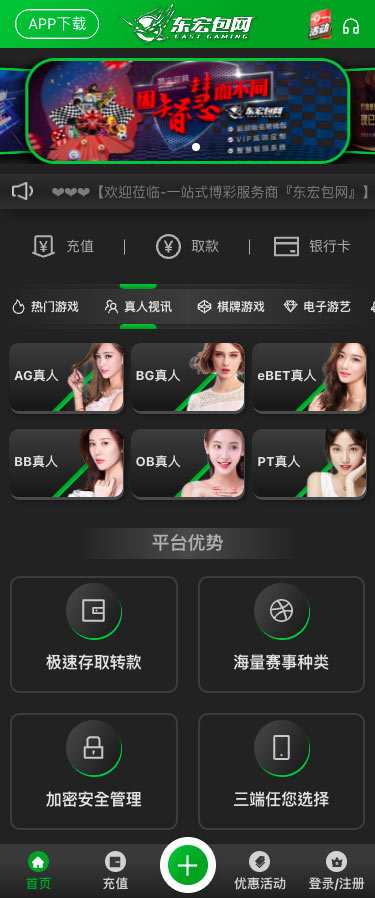 APP下载
东宏包网
EAST GAMING
活动
因智慧而不同
东宏包网
❤❤❤【欢迎莅临-一站式博彩服务商『东宏包网』】
充值
取款
银行卡
热门游戏
真人视讯
棋牌游戏
电子游艺
AG真人
BG真人
eBET真人
BB真人
OB真人
PT真人
平台优势
极速存取转款
海量赛事种类
加密安全管理
三端任您选择
首页
充值
优惠活动
登录/注册